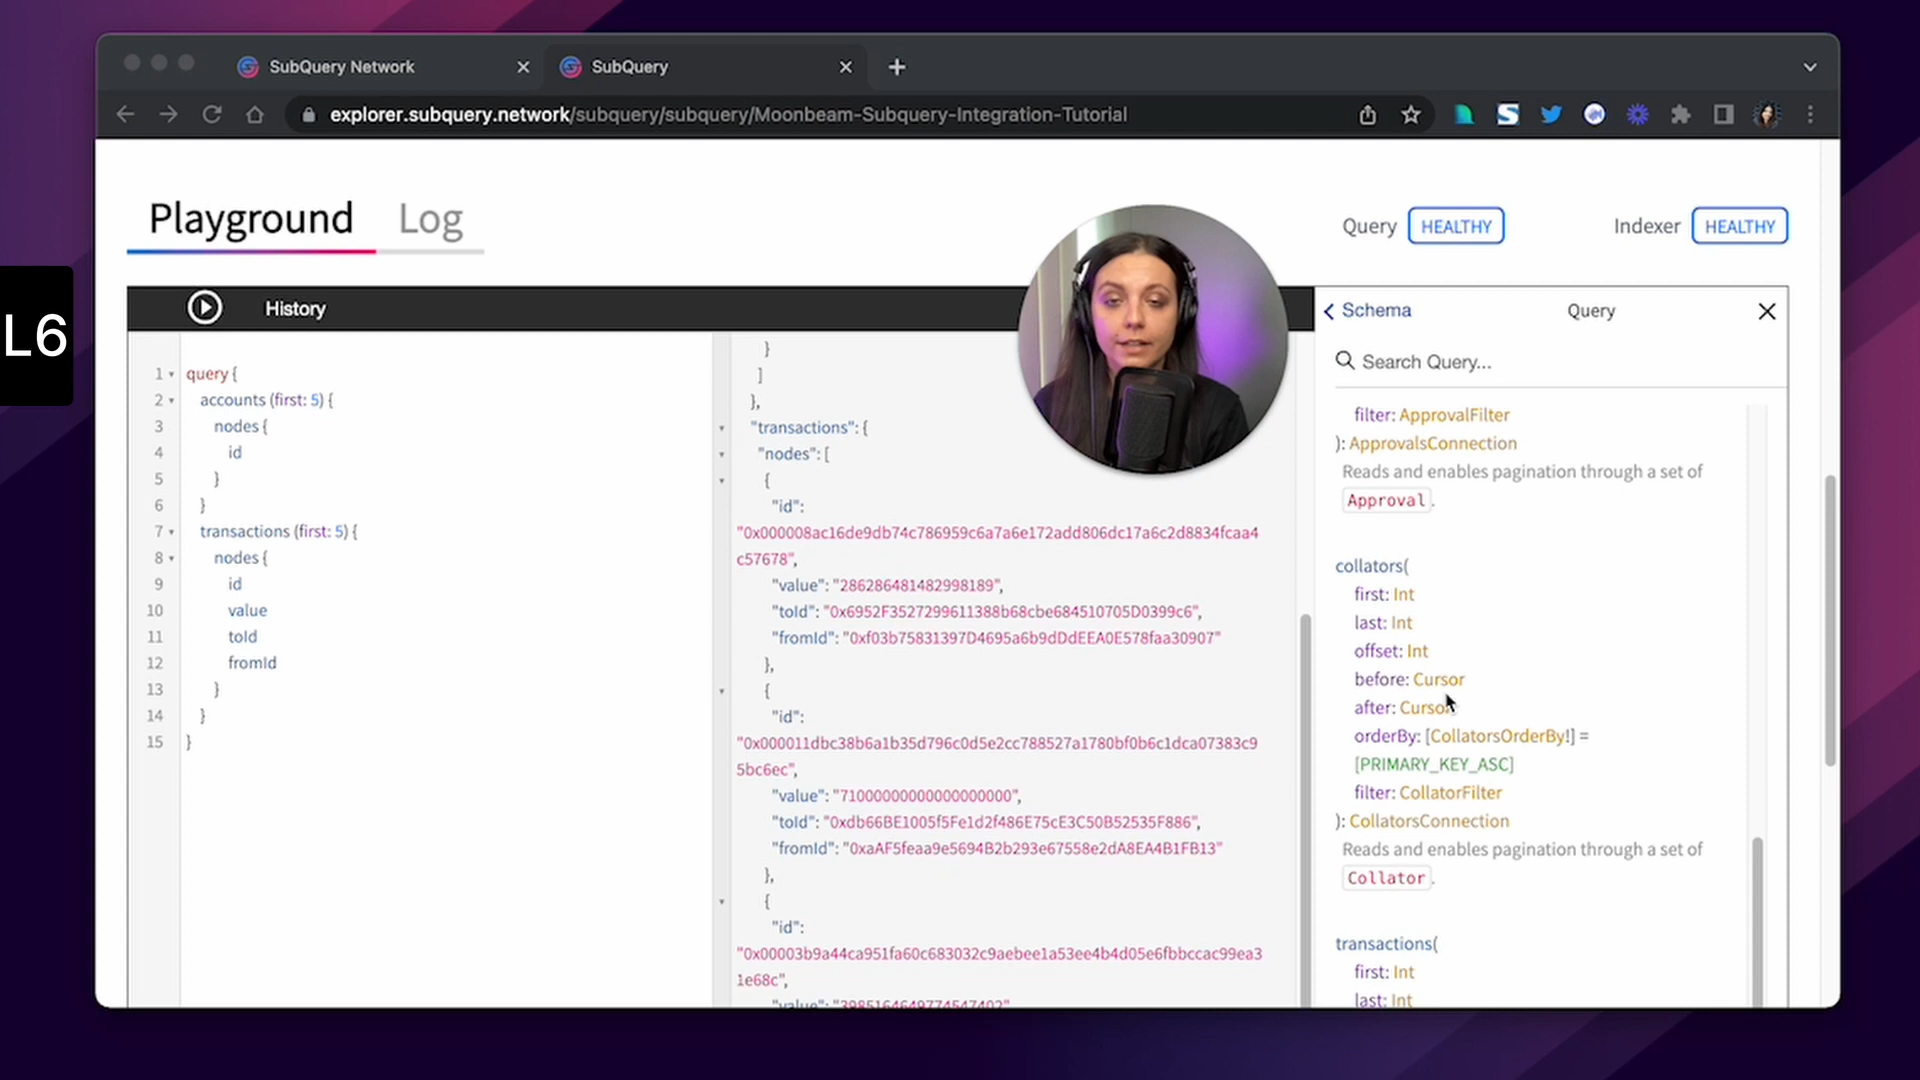 SubQuery Network
SubQuery
explorer.subquery.network/subquery/subquery/Moonbeam-Subquery-Integration-Tutorial
Playground
Log
Query HEALTHY
Indexer HEALTHY
L6
History
1 query {
2 accounts (first: 5) {
3 nodes {
4 id
5 }
6 }
7 transactions (first: 5) {
8 nodes {
9 id
10 value
11 toId
12 fromId
13 }
14 }
15 }
}
]
},
"transactions": {
"nodes": [
{
"id":
"0x000008ac16de9db74c786959c6a7a6e172add806dc17a6c2d8834fcaa4
c57678",
"value": "286286481482998189",
"toId": "0x6952F3527299611388b68cbe684510705D0399c6",
"fromId": "0xf03b75831397D4695a6b9dDdEEA0E578faa30907"
},
{
"id":
"0x000011dbc38b6a1b35d796c0d5e2cc788527a1780bf0b6c1dca07383c9
5bc6ec",
"value": "71000000000000000000",
"toId": "0xdb66BE1005f5Fe1d2f486E75cE3C50B52535F886",
"fromId": "0xaAF5feaa9e5694B2b293e67558e2dA8EA4B1FB13"
},
{
"id":
"0x00003b9a44ca951fa60c683032c9aebee1a53ee4b4d05e6fbbccac99ea3
1e68c",
"value": "3985164649774547402"
Schema
Query
Search Query...
filter: ApprovalFilter
): ApprovalsConnection
Reads and enables pagination through a set of
Approval.
collators(
first: Int
last: Int
offset: Int
before: Cursor
after: Cursor
orderBy: [CollatorsOrderBy!] =
[PRIMARY_KEY_ASC]
filter: CollatorFilter
): CollatorsConnection
Reads and enables pagination through a set of
Collator.
transactions(
first: Int
last: Int